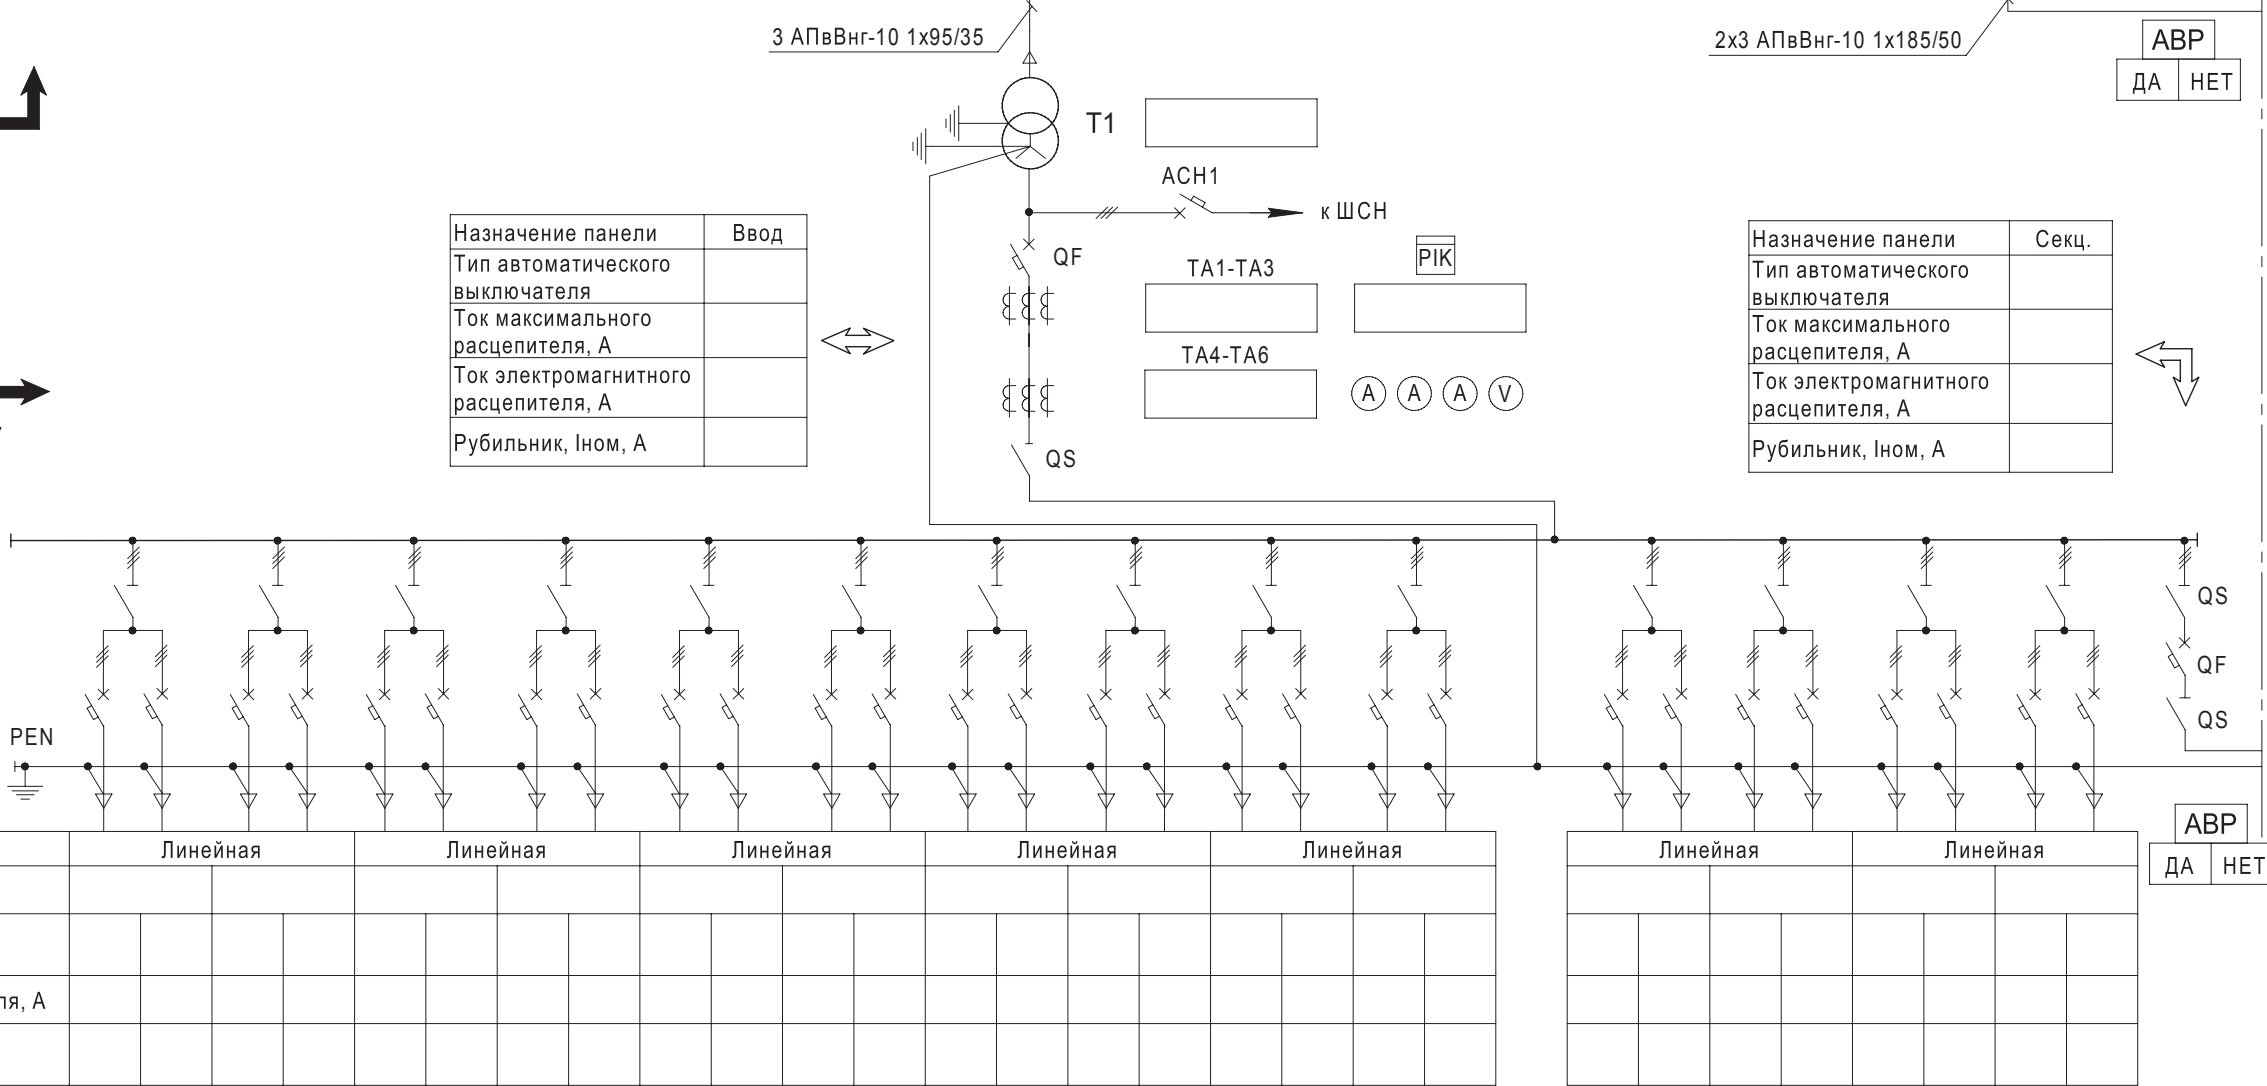 3 АПвВнг-10 1х95/35
2х3 АПвВнг-10 1х185/50
АВР
ДА НЕТ
Т1
АСН1
к ШСН
Назначение панели Ввод
Тип автоматического
выключателя
Ток максимального
расцепителя, А
Ток электромагнитного
расцепителя, А
Рубильник, Iном, А
QF
ТА1-ТА3
PIK
ТА4-ТА6
A A A V
QS
Назначение панели Секц.
Тип автоматического
выключателя
Ток максимального
расцепителя, А
Ток электромагнитного
расцепителя, А
Рубильник, Iном, А
QS
QF
QS
PEN
АВР
ДА НЕТ
Линейная Линейная Линейная Линейная Линейная Линейная Линейная
ля, А